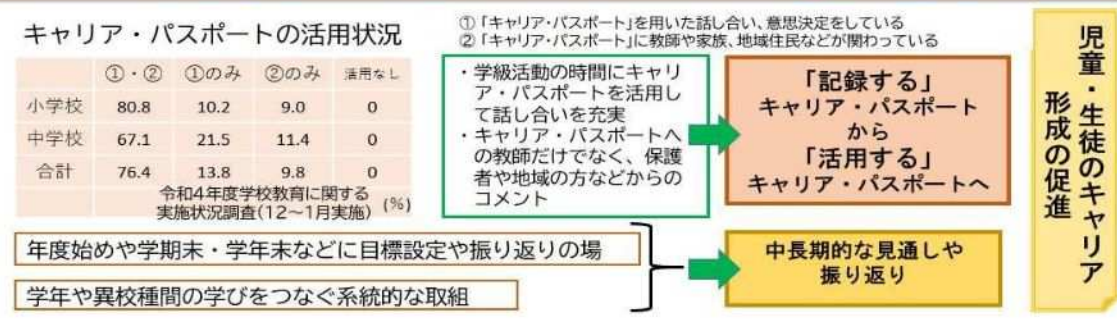 キャリア・パスポートの活用状況
①「キャリア・パスポート」を用いた話し合い、意思決定をしている
②「キャリア・パスポート」に教師や家族、地域住民などが関わっている
①・② ①のみ ②のみ 活用なし
小学校 80.8 10.2 9.0 0
中学校 67.1 21.5 11.4 0
合計 76.4 13.8 9.8 0
令和4年度学校教育に関する
実施状況調査(12～1月実施) (%)
・学級活動の時間にキャリ
ア・パスポートを活用し
て話し合いを充実
・キャリア・パスポートへ
の教師だけでなく、保護
者や地域の方などからの
コメント
「記録する」
キャリア・パスポート
から
「活用する」
キャリア・パスポートへ
年度始めや学期末・学年末などに目標設定や振り返りの場
学年や異校種間の学びをつなぐ系統的な取組
中長期的な見通しや
振り返り
児童・生徒のキャリア
形成の促進